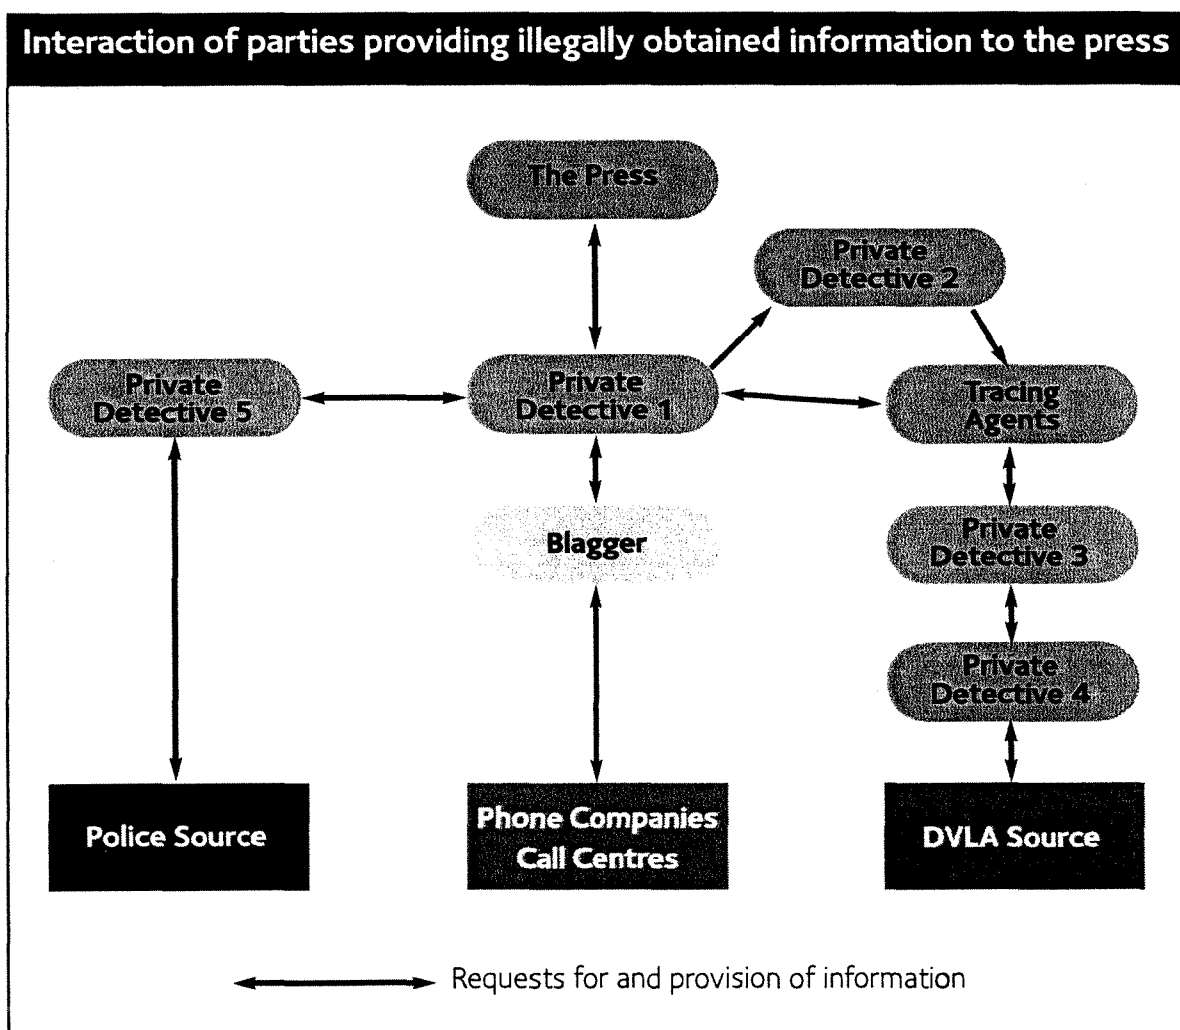 Interaction of parties providing illegally obtained information to the press
The Press
Private
Detective 2
Private
Detective 5
Private
Detective 1
Tracing
Agents
Blagger
Private
Detective 3
Private
Detective 4
Police Source
Phone Companies
Call Centres
DVLA Source
Requests for and provision of information